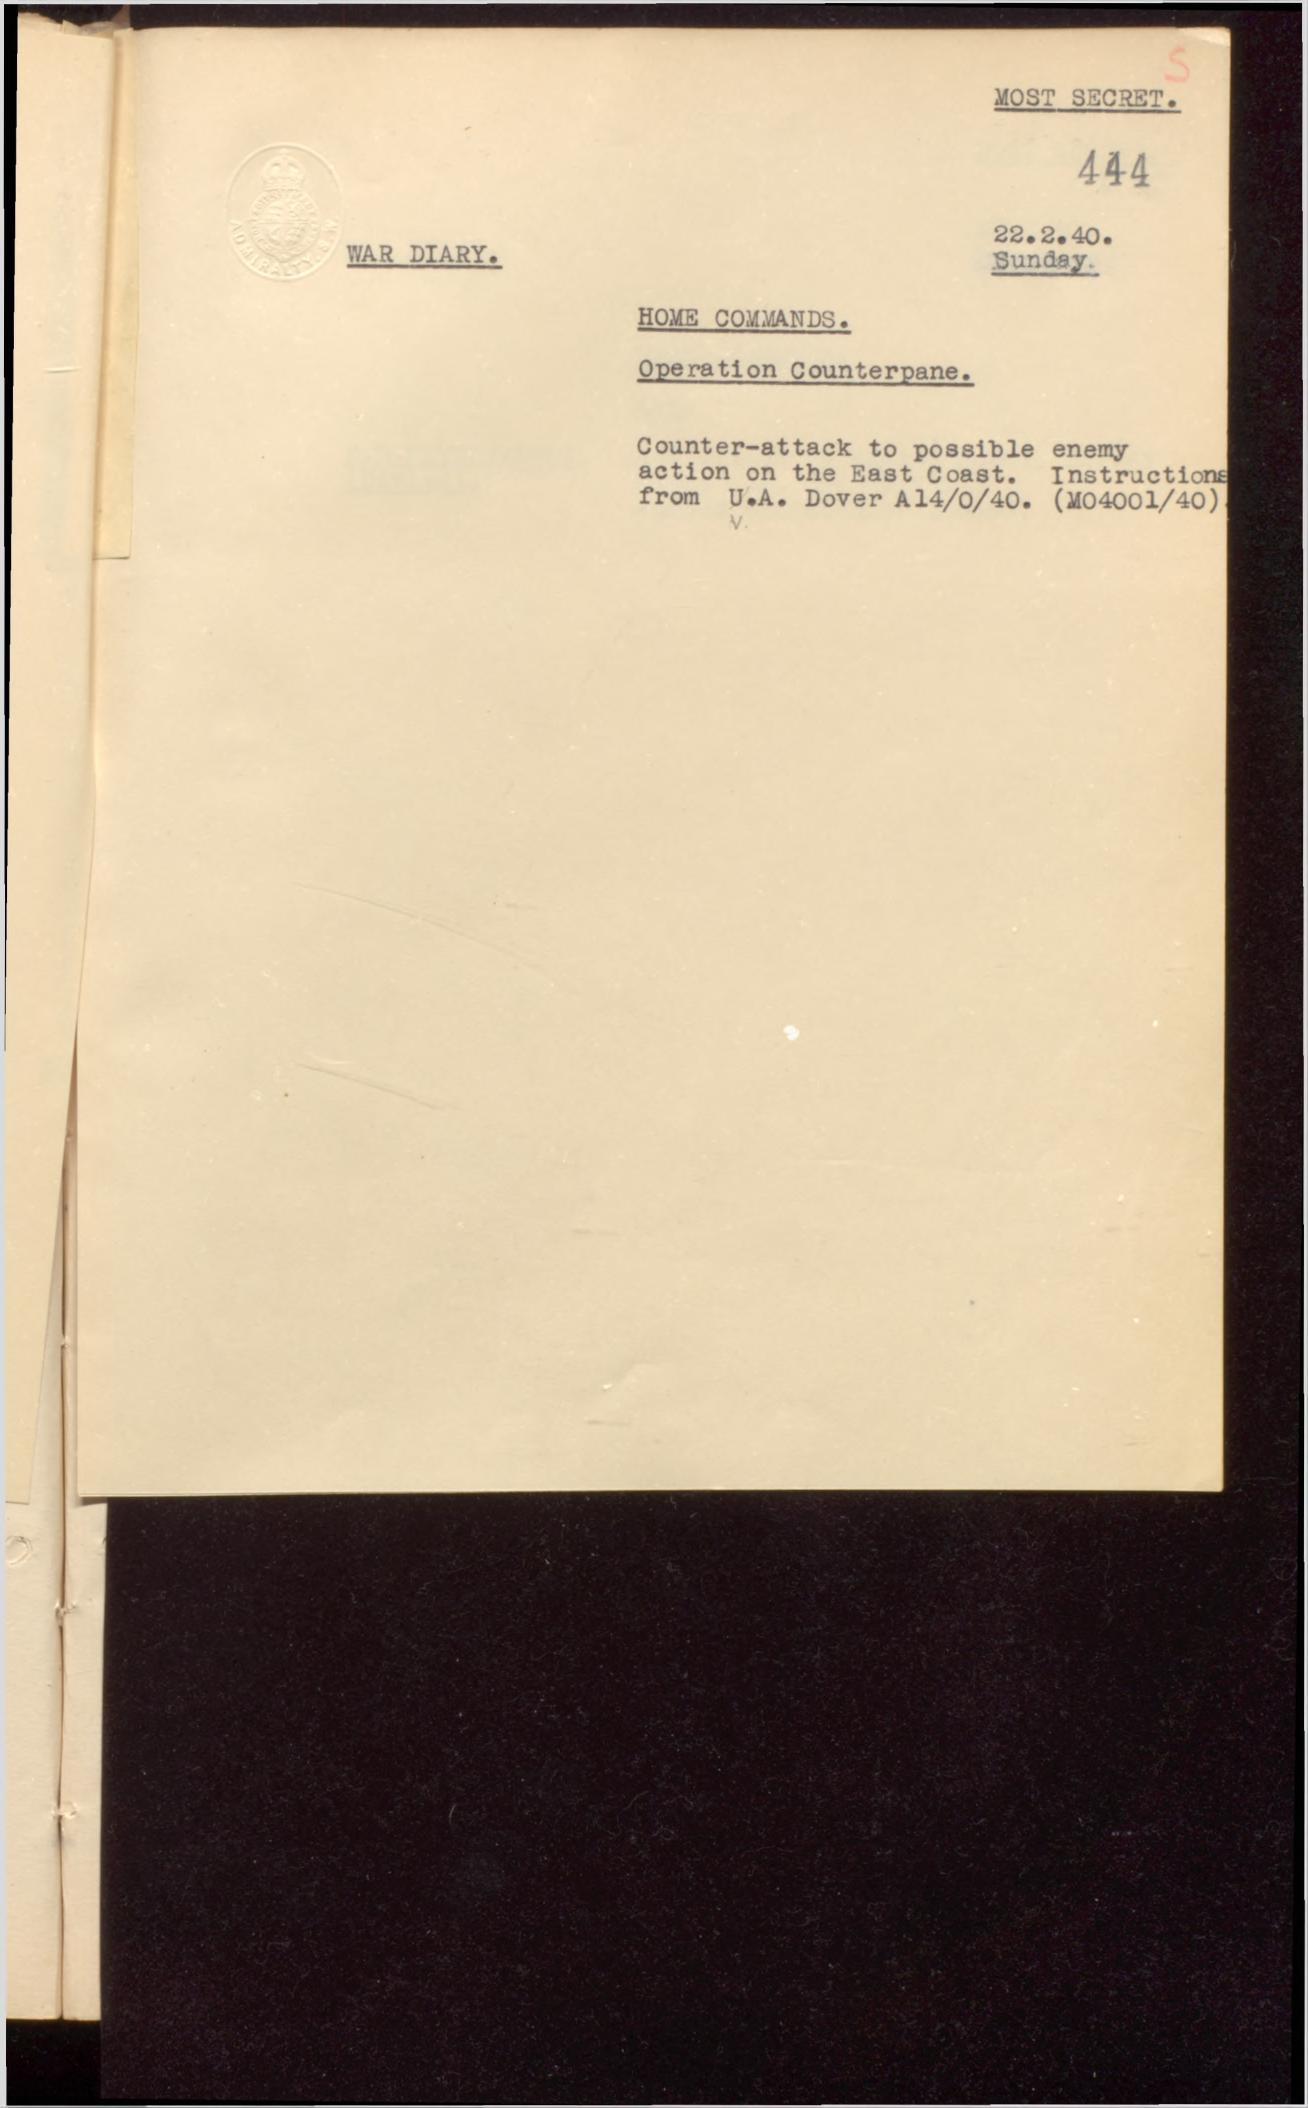 S
MOST SECRET.
444
22.2.40.
Sunday.
WAR DIARY.
HOME COMMANDS.
Operation Counterpane.
Counter-attack to possible enemy
action on the East Coast. Instructions
from U.A. Dover A14/0/40. (M04001/40).
V.
ADMIRALTY. S.W.